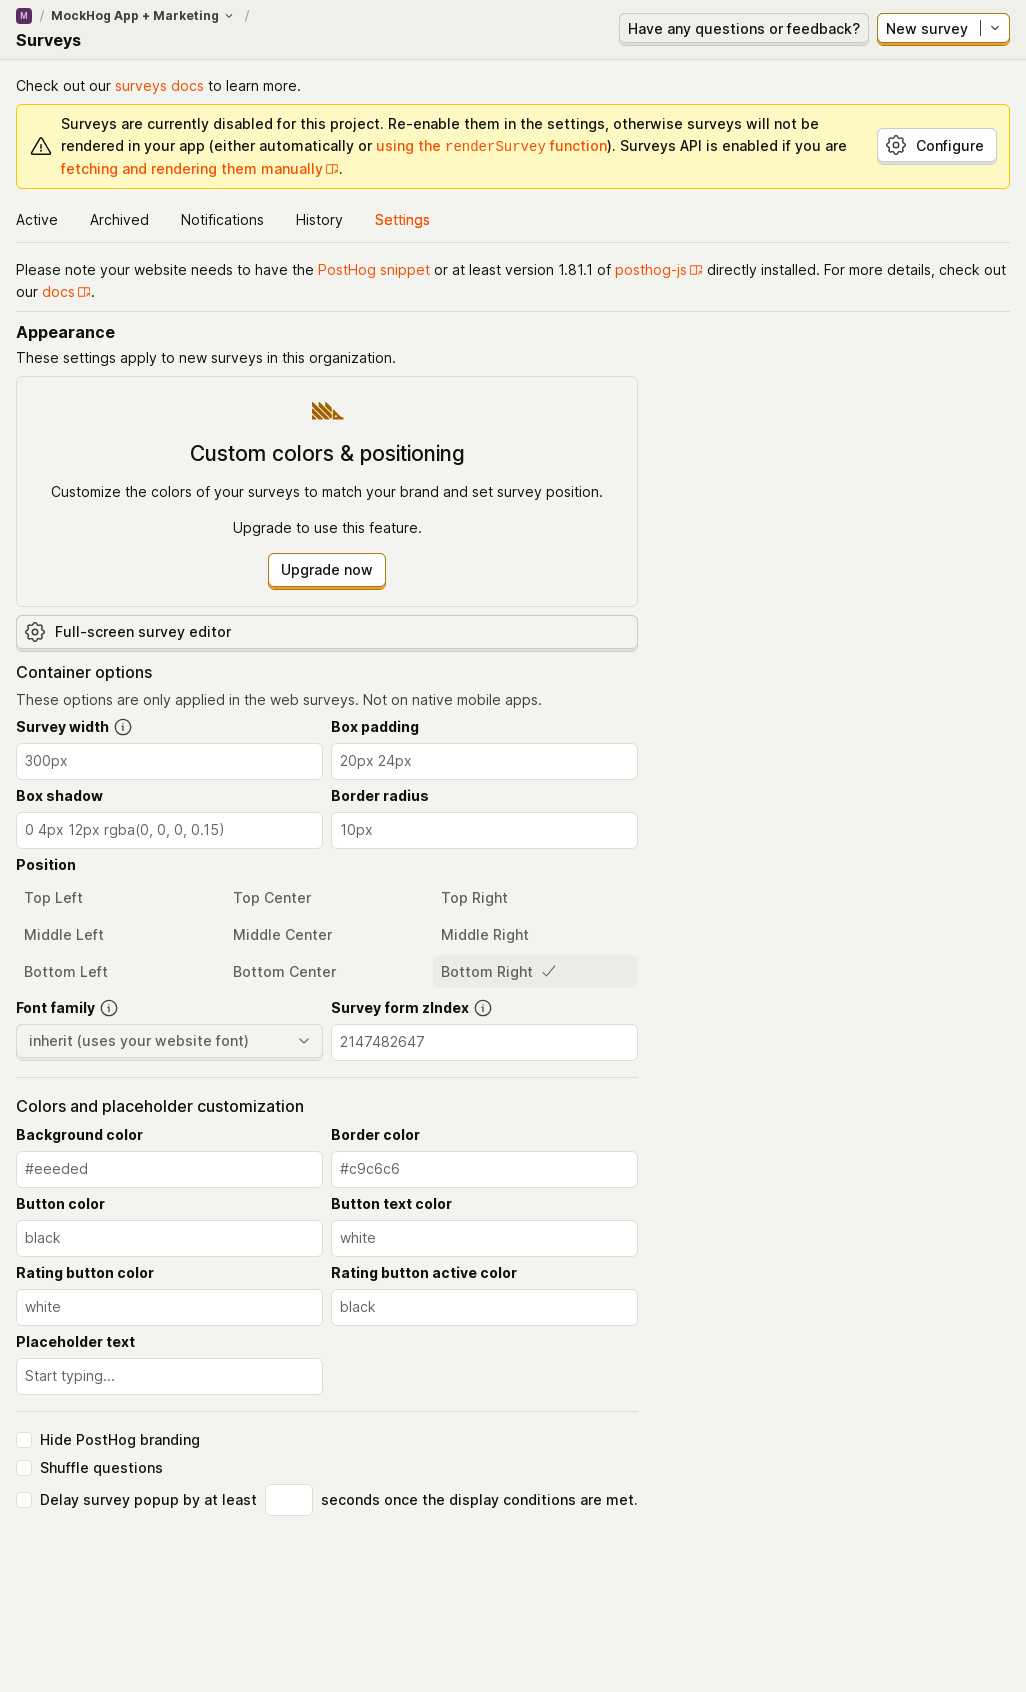 M / MockHog App + Marketing /
Surveys
Have any questions or feedback?
New survey
Check out our surveys docs to learn more.
Surveys are currently disabled for this project. Re-enable them in the settings, otherwise surveys will not be
rendered in your app (either automatically or using the renderSurvey function). Surveys API is enabled if you are
fetching and rendering them manually.
Configure
Active Archived Notifications History Settings
Please note your website needs to have the PostHog snippet or at least version 1.81.1 of posthog-js directly installed. For more details, check out
our docs.
Appearance
These settings apply to new surveys in this organization.
Custom colors & positioning
Customize the colors of your surveys to match your brand and set survey position.
Upgrade to use this feature.
Upgrade now
Full-screen survey editor
Container options
These options are only applied in the web surveys. Not on native mobile apps.
Survey width Box padding
300px 20px 24px
Box shadow Border radius
0 4px 12px rgba(0, 0, 0, 0.15) 10px
Position
Top Left Top Center Top Right
Middle Left Middle Center Middle Right
Bottom Left Bottom Center Bottom Right
Font family Survey form zIndex
inherit (uses your website font) 2147482647
Colors and placeholder customization
Background color Border color
#eeeded #c9c6c6
Button color Button text color
black white
Rating button color Rating button active color
white black
Placeholder text
Start typing...
Hide PostHog branding
Shuffle questions
Delay survey popup by at least seconds once the display conditions are met.